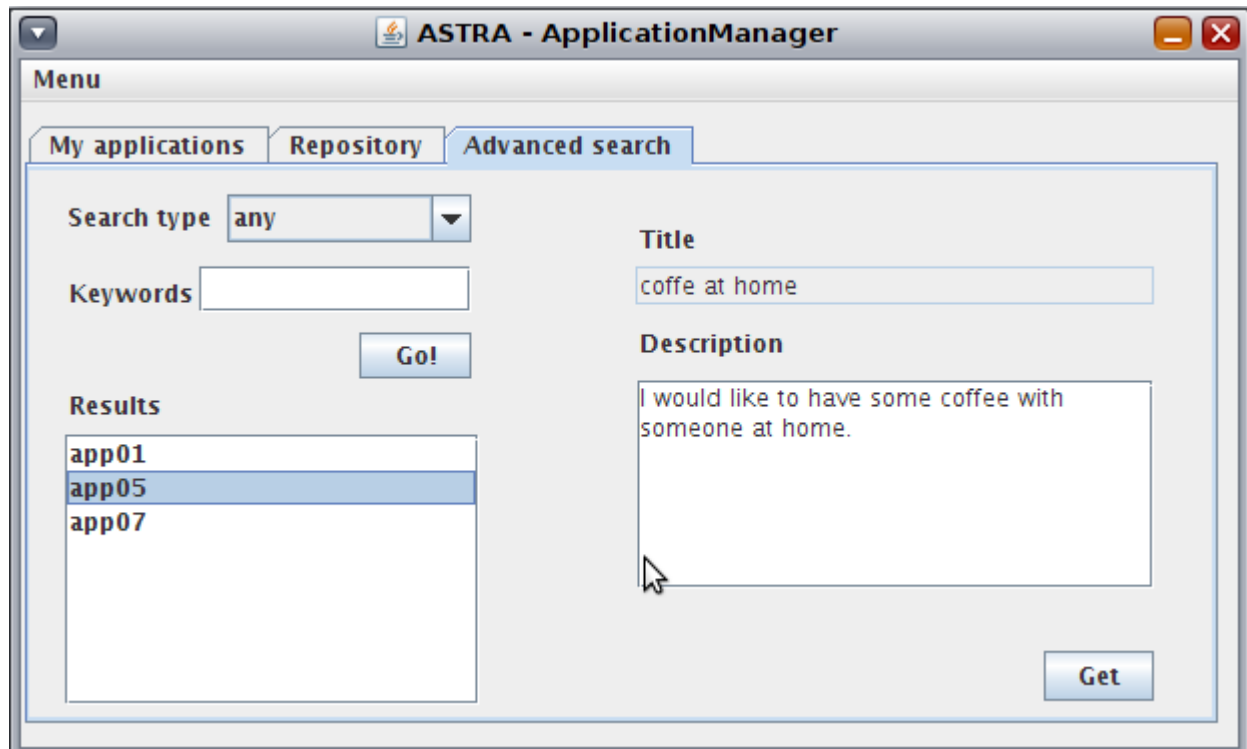 ASTRA - ApplicationManager
Menu
My applications
Repository
Advanced search
Search type
any
Keywords
Go!
Results
app01
app05
app07
Title
coffe at home
Description
I would like to have some coffee with
someone at home.
Get